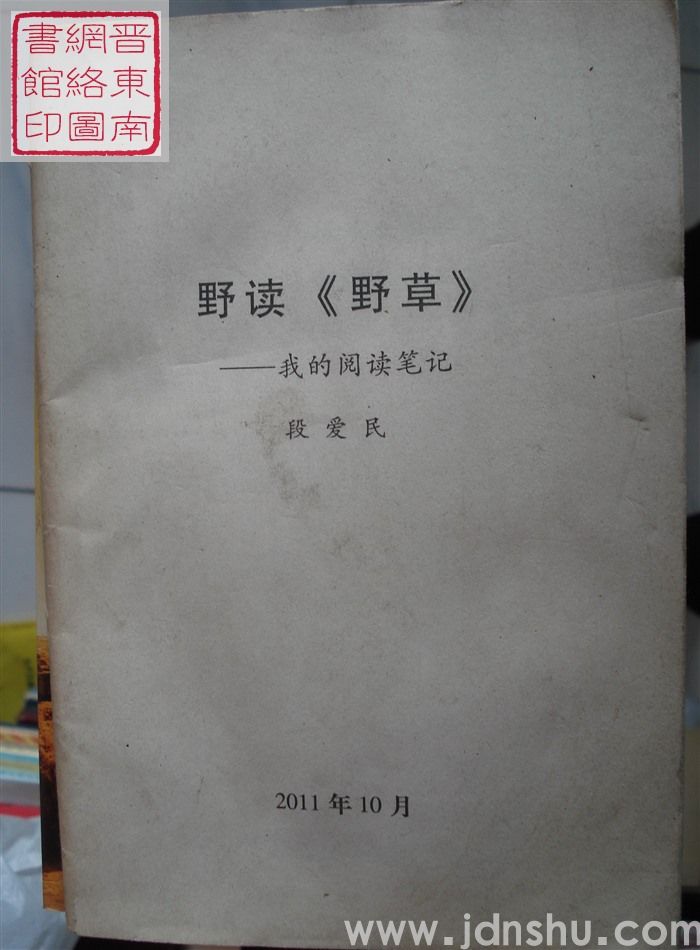 晋東南
網絡圖
書館印
野读《野草》
——我的阅读笔记
段爱民
2011年10月
www.jdnshu.com